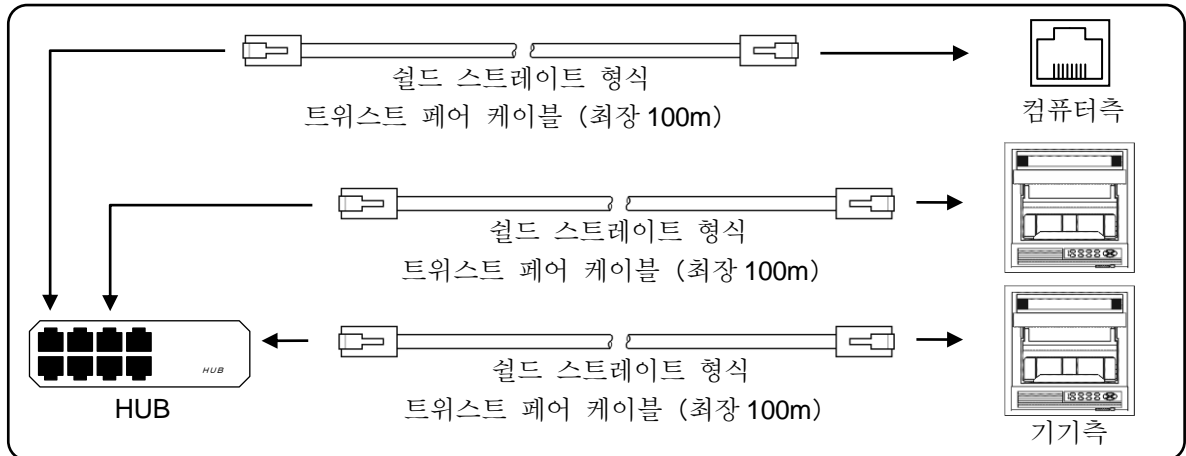 쉴드 스트레이트 형식
트위스트 페어 케이블 (최장 100m)
컴퓨터측
쉴드 스트레이트 형식
트위스트 페어 케이블 (최장 100m)
HUB
쉴드 스트레이트 형식
트위스트 페어 케이블 (최장 100m)
HUB
기기측